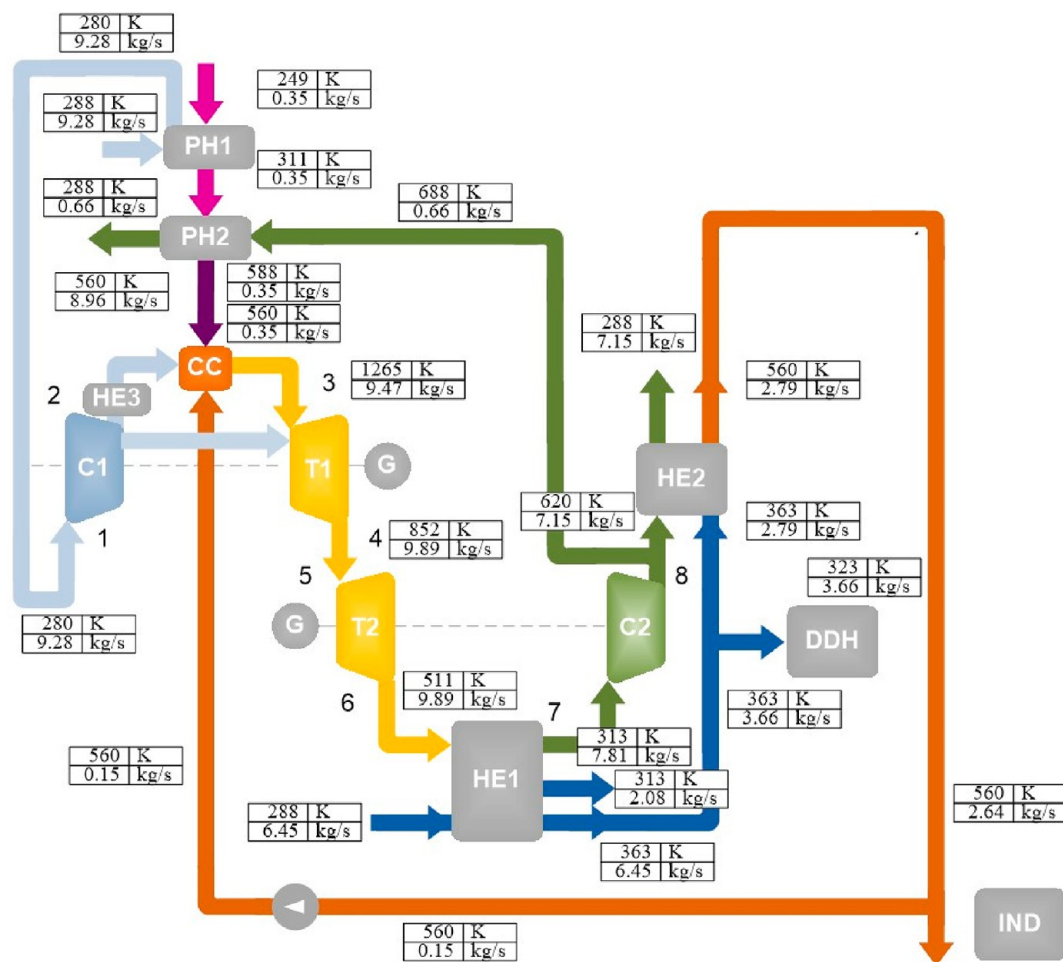 280 K
9.28 kg/s
249 K
0.35 kg/s
288 K
9.28 kg/s
PH1
311 K
0.35 kg/s
288 K
0.66 kg/s
688 K
0.66 kg/s
PH2
560 K
8.96 kg/s
588 K
0.35 kg/s
560 K
0.35 kg/s
288 K
7.15 kg/s
CC
3
1265 K
9.47 kg/s
560 K
2.79 kg/s
2
HE3
C1
T1
G
HE2
620 K
7.15 kg/s
363 K
2.79 kg/s
1
4
852 K
9.89 kg/s
323 K
3.66 kg/s
5
8
280 K
9.28 kg/s
G
T2
C2
DDH
511 K
9.89 kg/s
6
7
363 K
3.66 kg/s
313 K
7.81 kg/s
560 K
0.15 kg/s
HE1
313 K
2.08 kg/s
560 K
2.64 kg/s
288 K
6.45 kg/s
363 K
6.45 kg/s
IND
560 K
0.15 kg/s